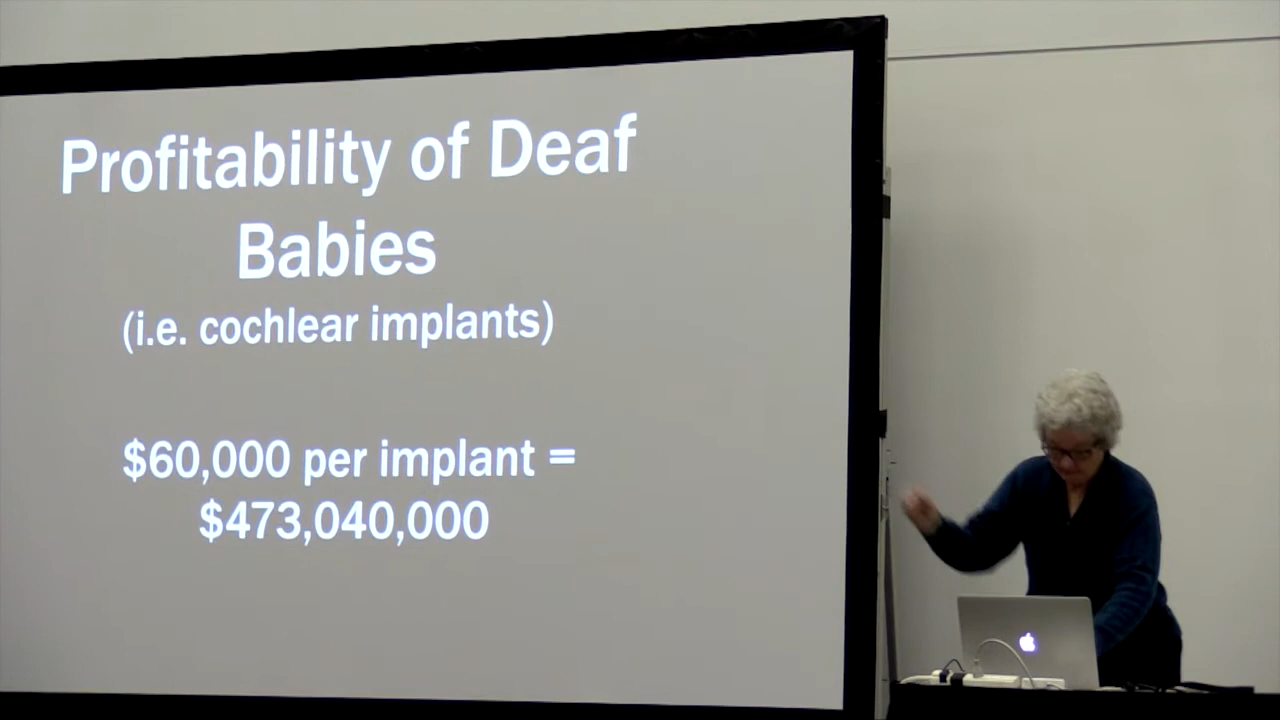 Profitability of Deaf
Babies
(i.e. cochlear implants)
$60,000 per implant =
$473,040,000